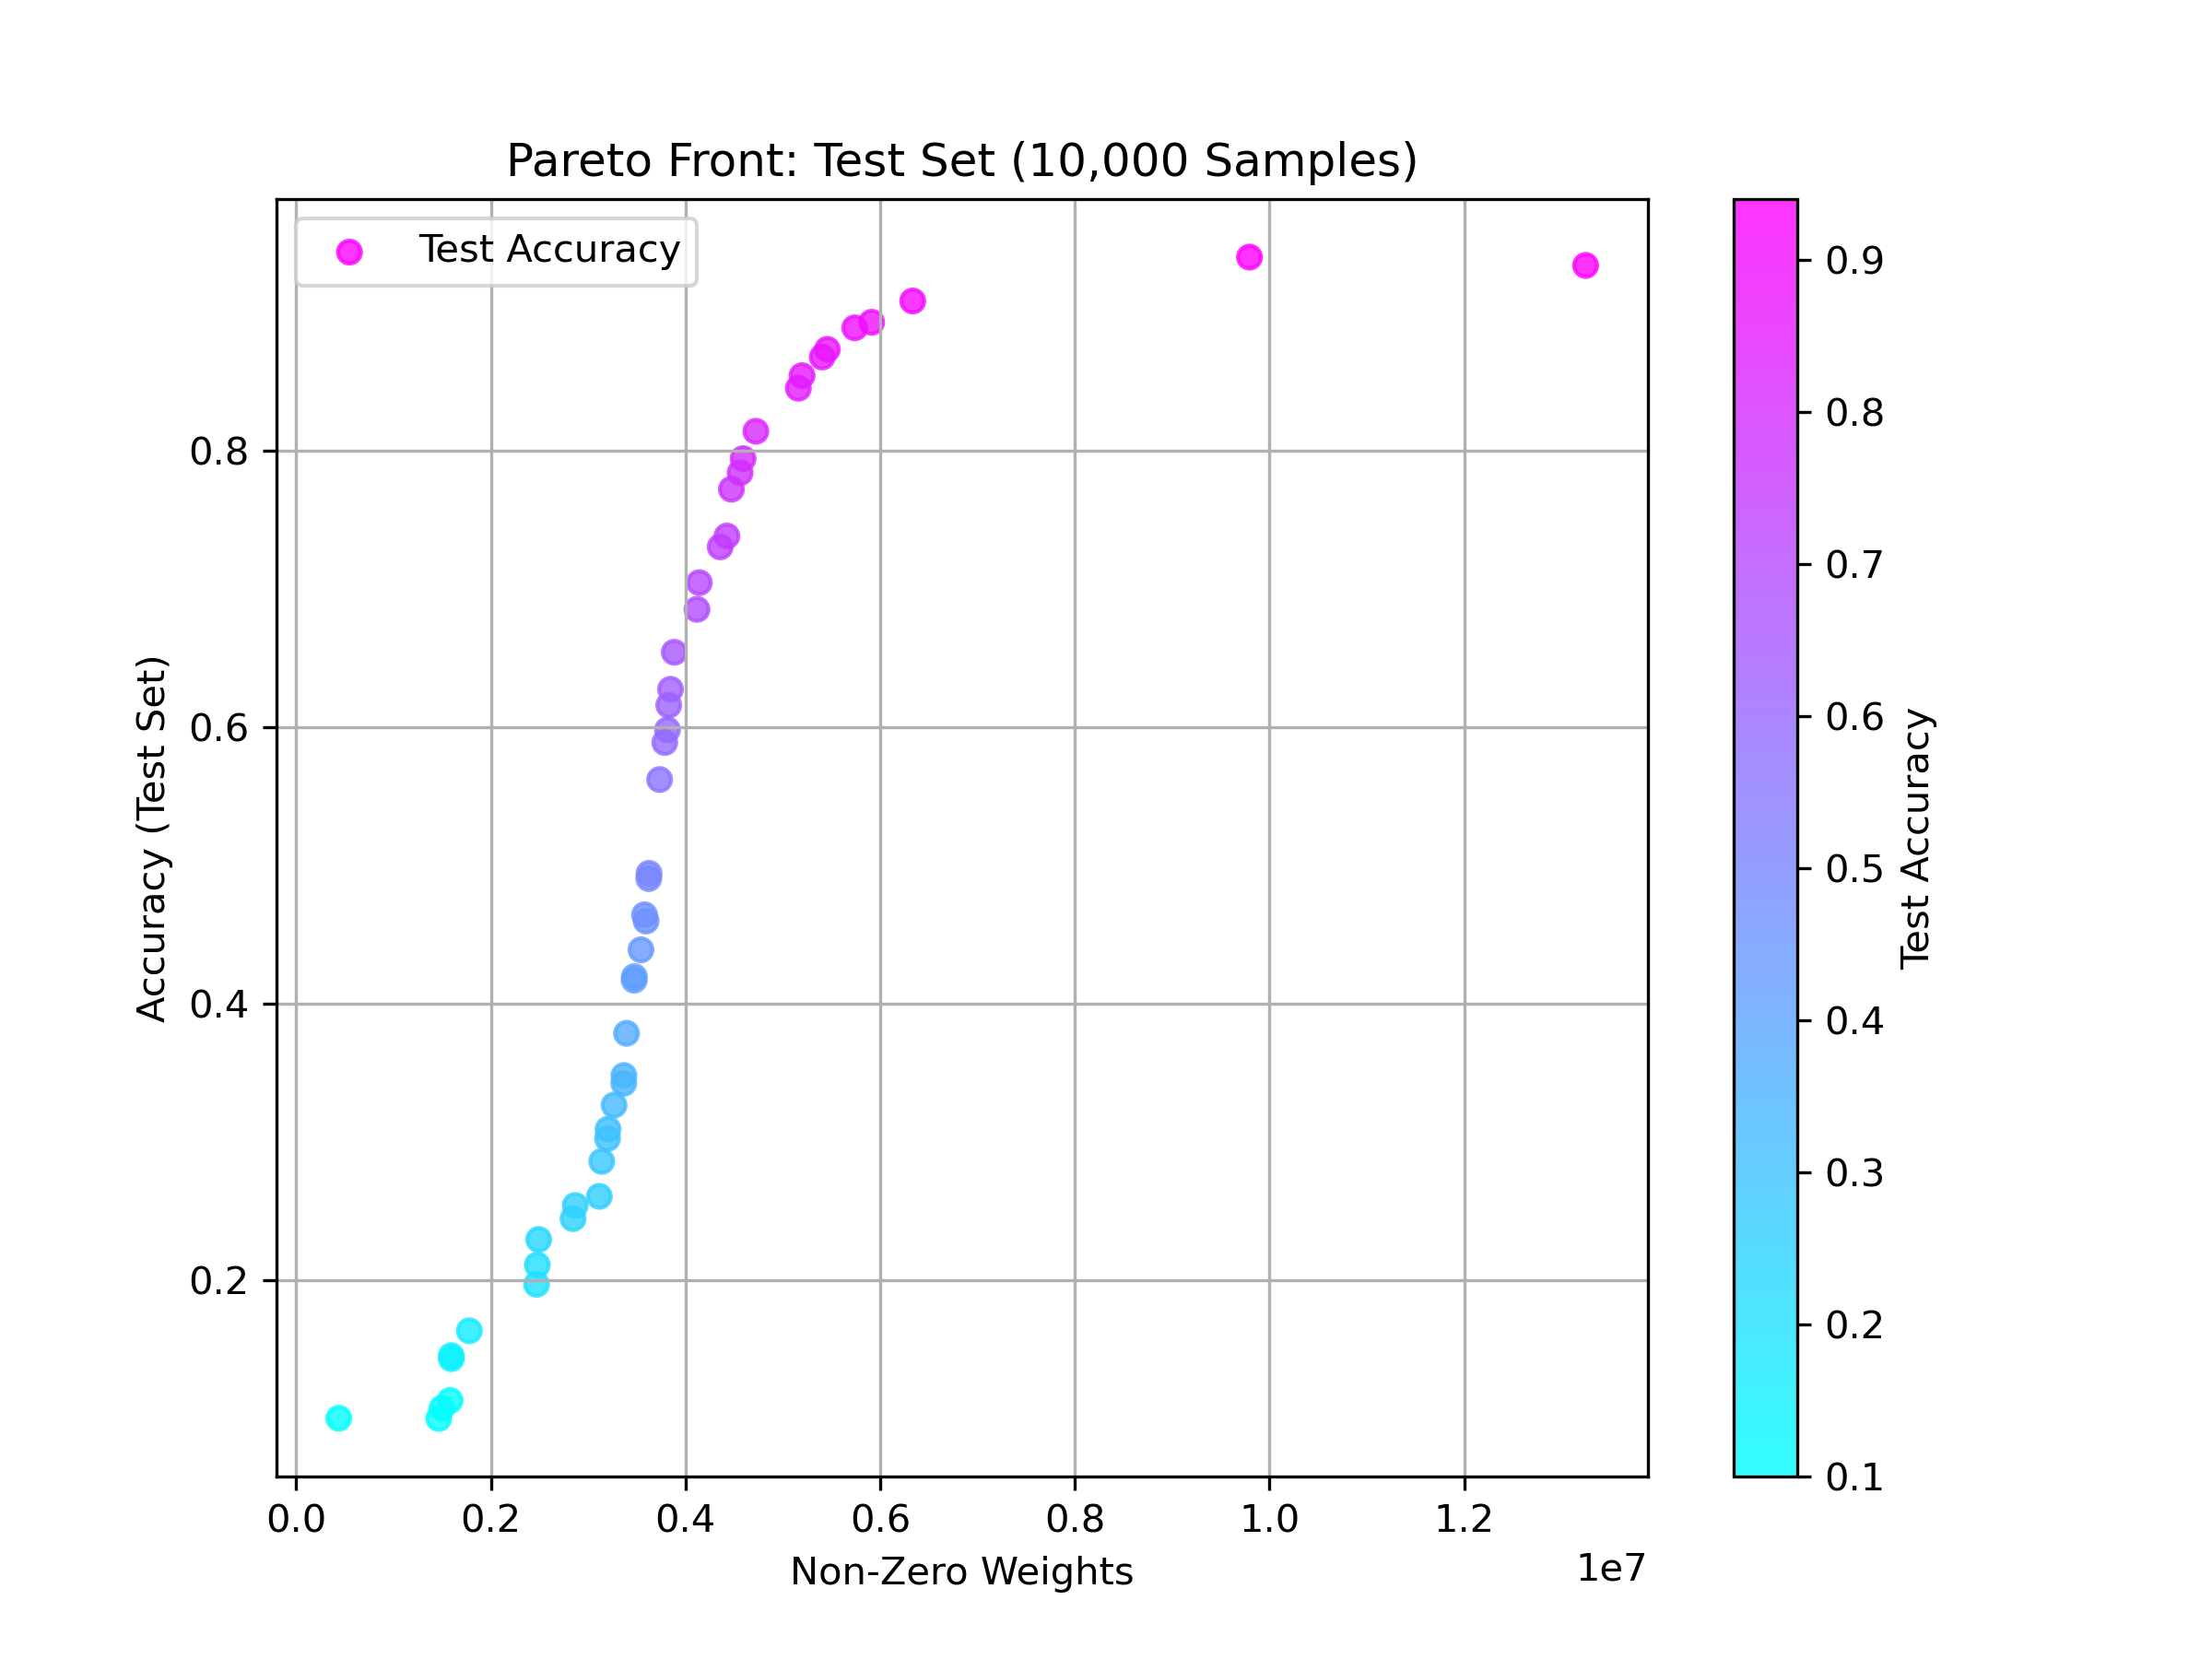 Pareto Front: Test Set (10,000 Samples)
Test Accuracy
Accuracy (Test Set)
0.8
0.6
0.4
0.2
0.0 0.2 0.4 0.6 0.8 1.0 1.2
1e7
Non-Zero Weights
0.9
0.8
0.7
0.6
0.5
0.4
0.3
0.2
0.1
Test Accuracy